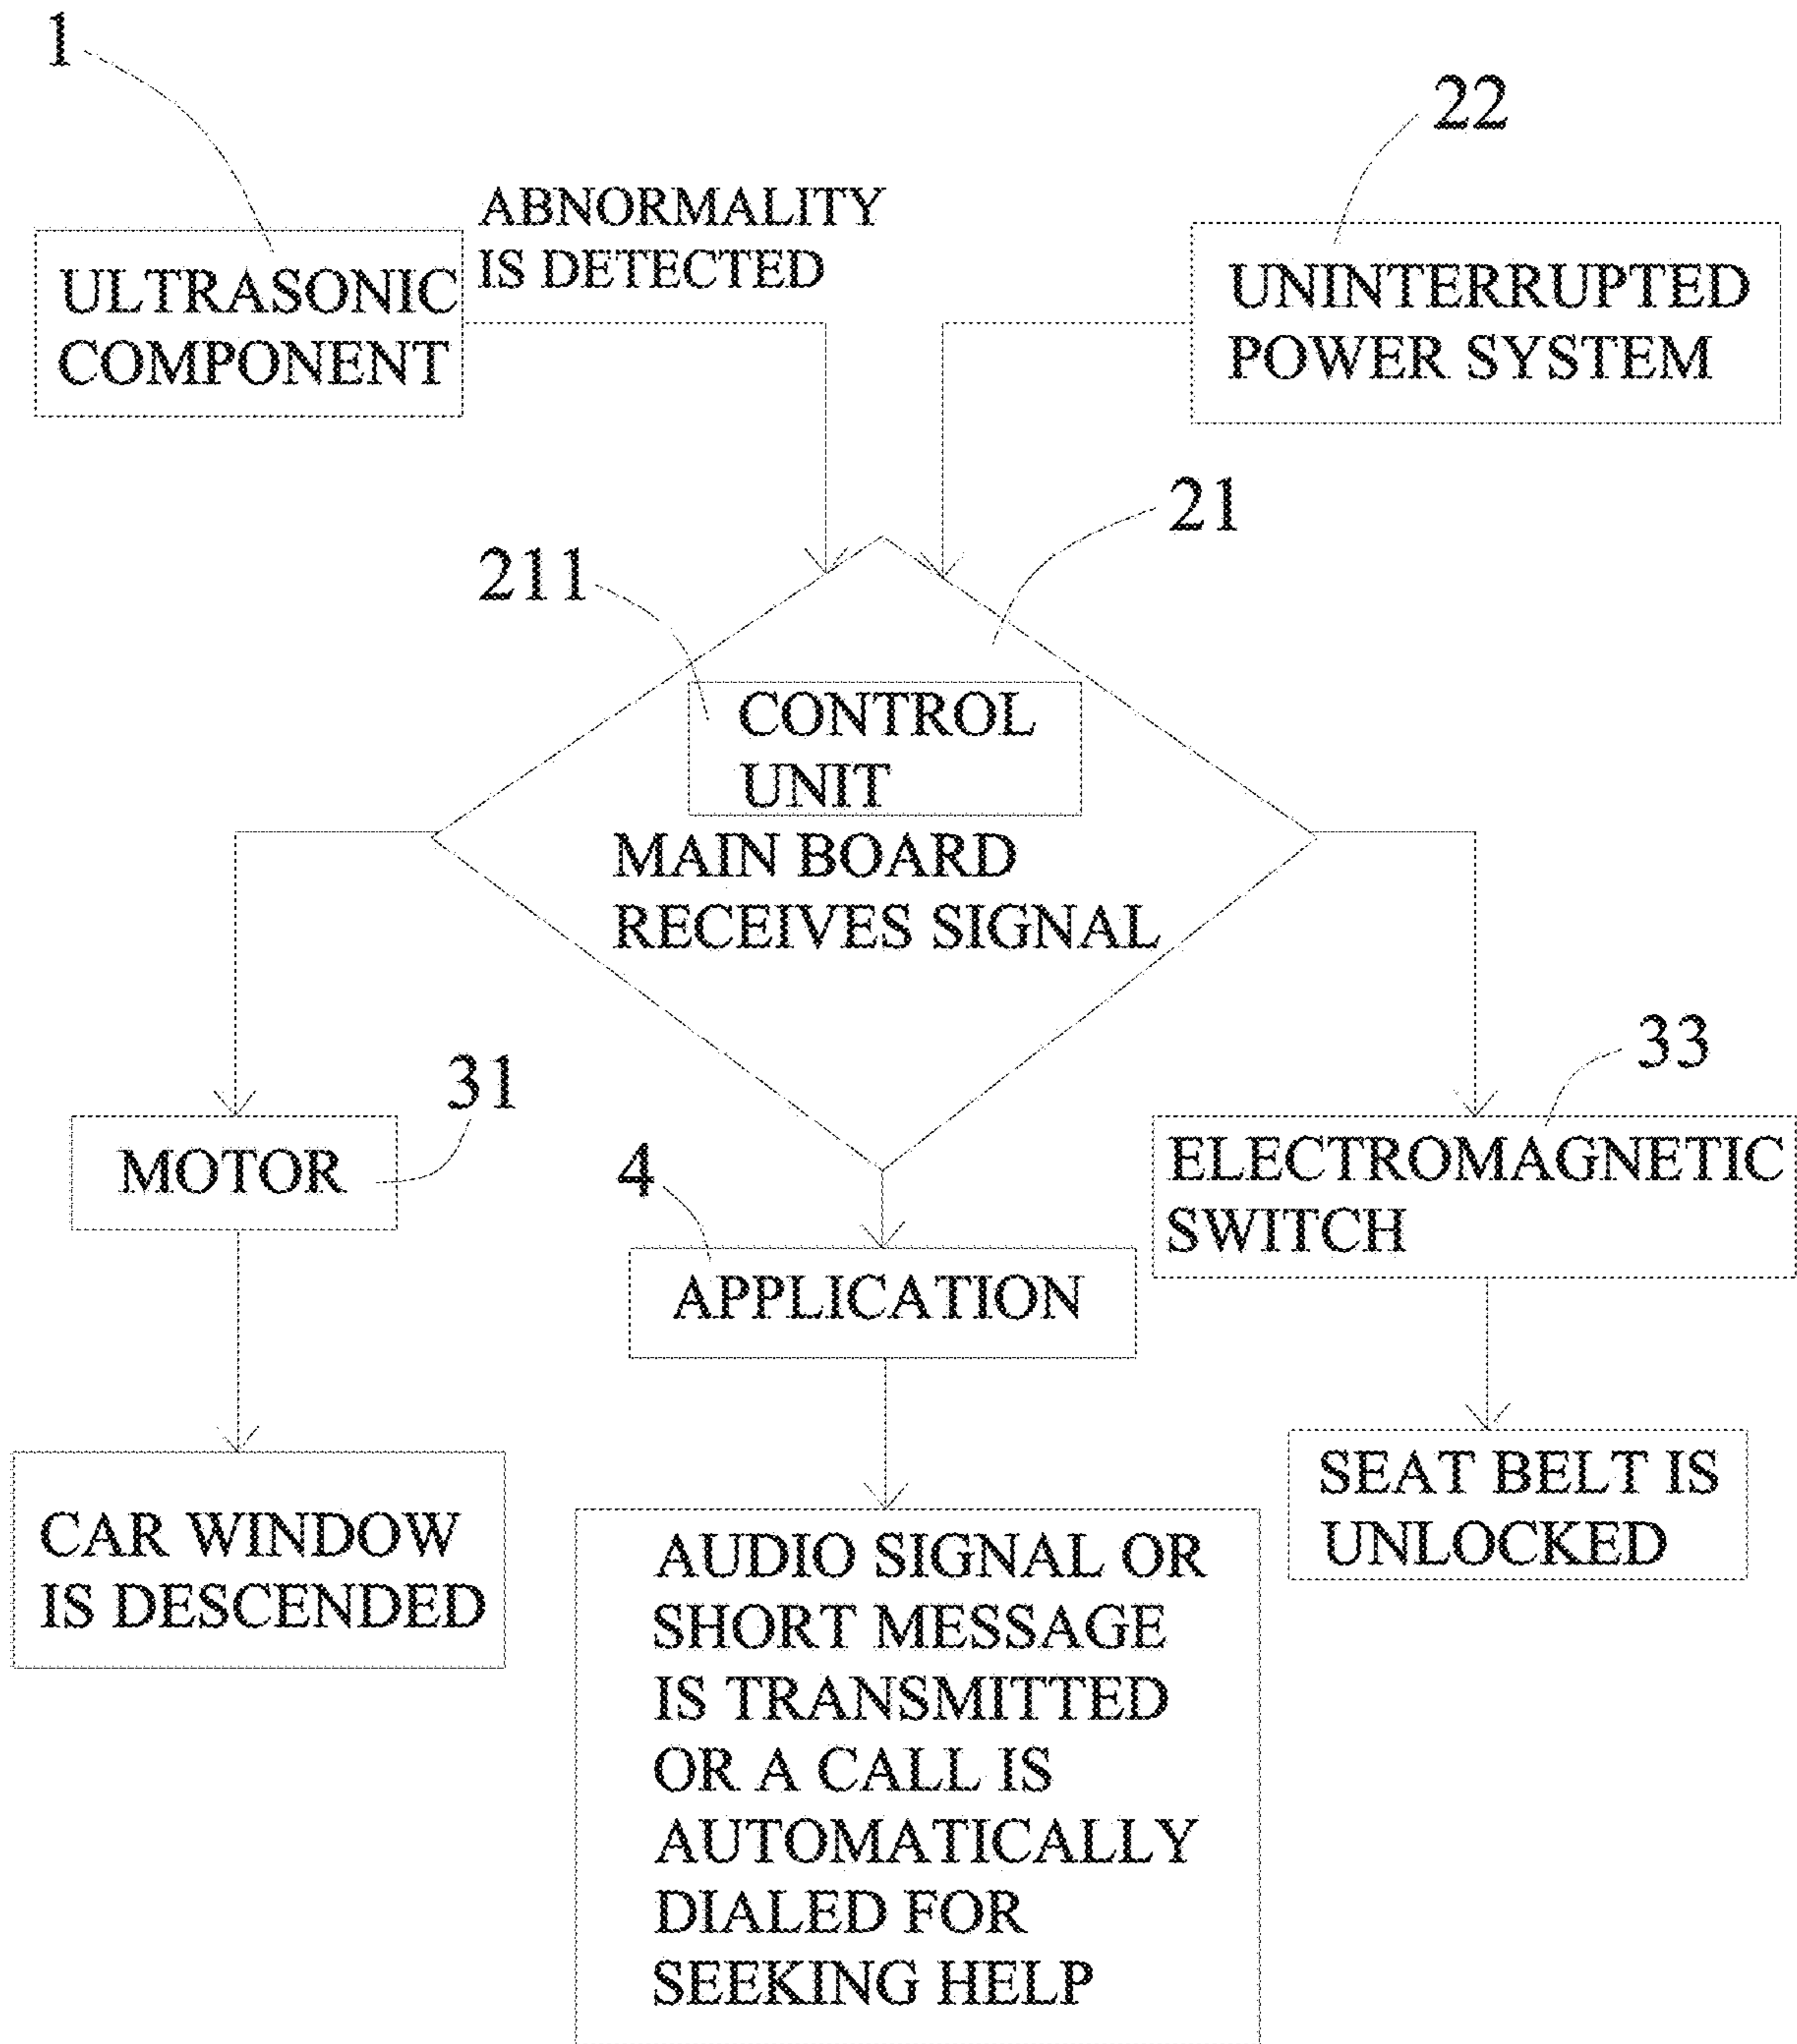 1
22
ABNORMALITY
IS DETECTED
ULTRASONIC
COMPONENT
UNINTERRUPTED
POWER SYSTEM
21
211
CONTROL
UNIT
MAIN BOARD
RECEIVES SIGNAL
33
31
MOTOR
4
ELECTROMAGNETIC
SWITCH
APPLICATION
CAR WINDOW
IS DESCENDED
AUDIO SIGNAL OR
SHORT MESSAGE
IS TRANSMITTED
OR A CALL IS
AUTOMATICALLY
DIALED FOR
SEEKING HELP
SEAT BELT IS
UNLOCKED